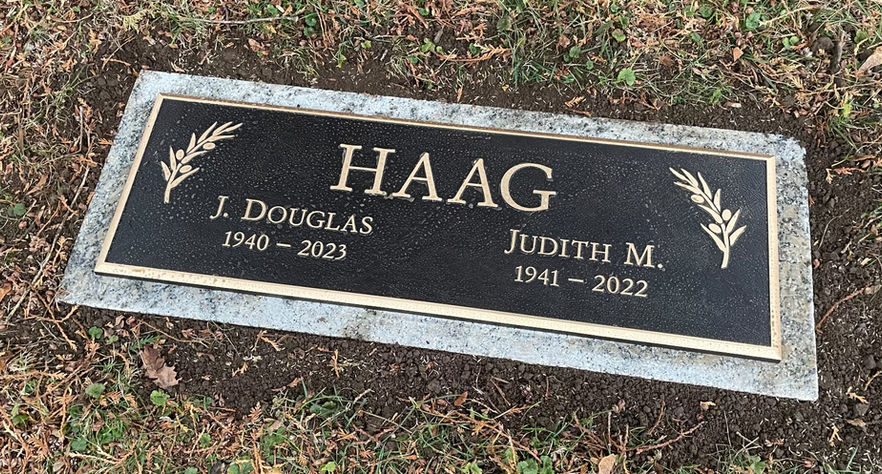 HAAG
J. DOUGLAS
1940 – 2023
JUDITH M.
1941 – 2022